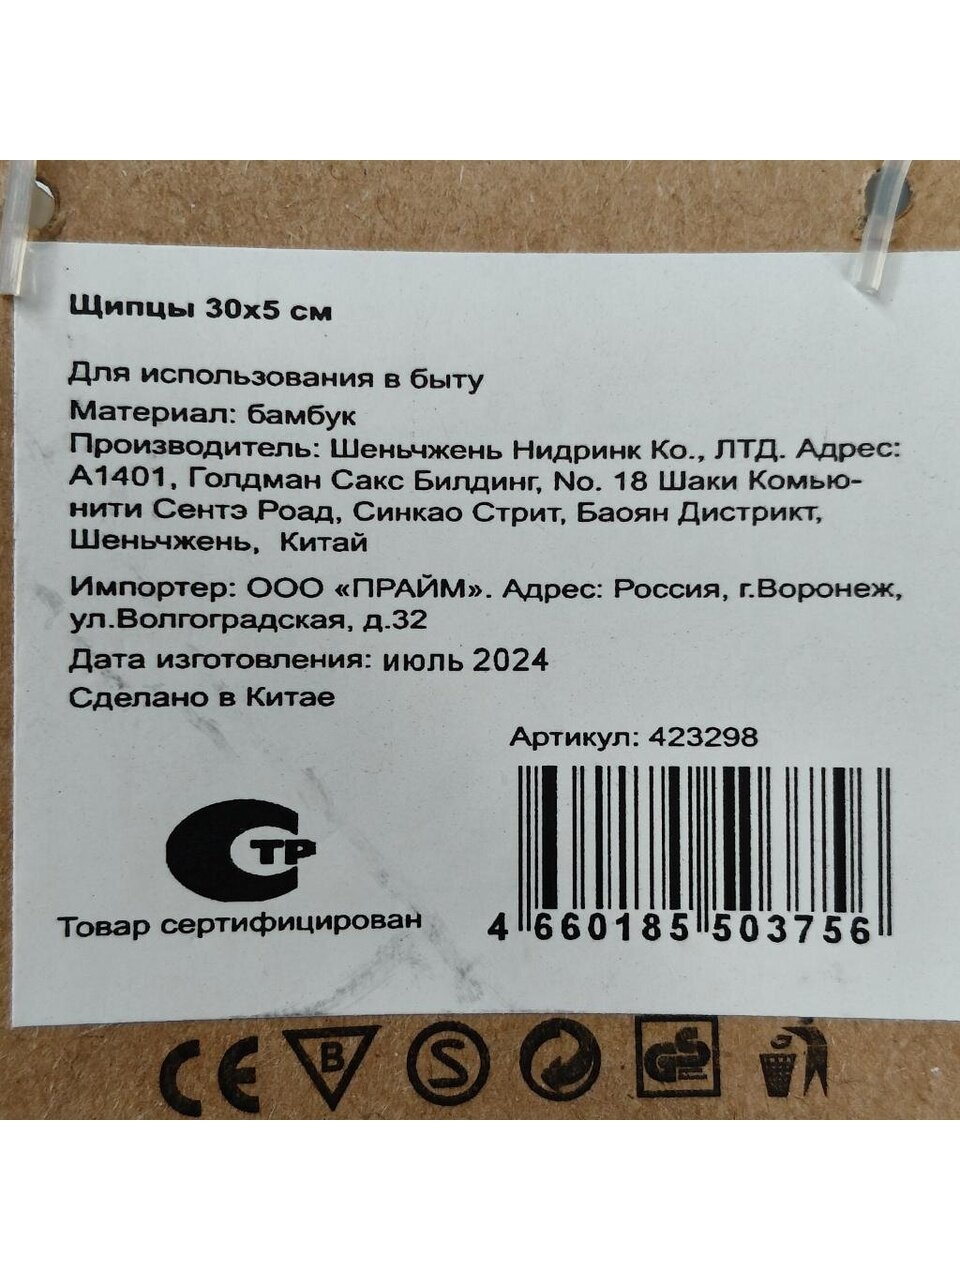 Щипцы 30x5 см
Для использования в быту
Материал: бамбук
Производитель: Шеньчжень Нидринк Ко., ЛТД. Адрес:
А1401, Голдман Сакс Билдинг, No. 18 Шаки Комью-
нити Сентэ Роад, Синкао Стрит, Баоян Дистрикт,
Шеньчжень, Китай
Импортер: ООО «ПРАЙМ». Адрес: Россия, г.Воронеж,
ул.Волгоградская, д.32
Дата изготовления: июль 2024
Сделано в Китае
Артикул: 423298
СТР
Товар сертифицирован
4 660185 503756
CE B S GS